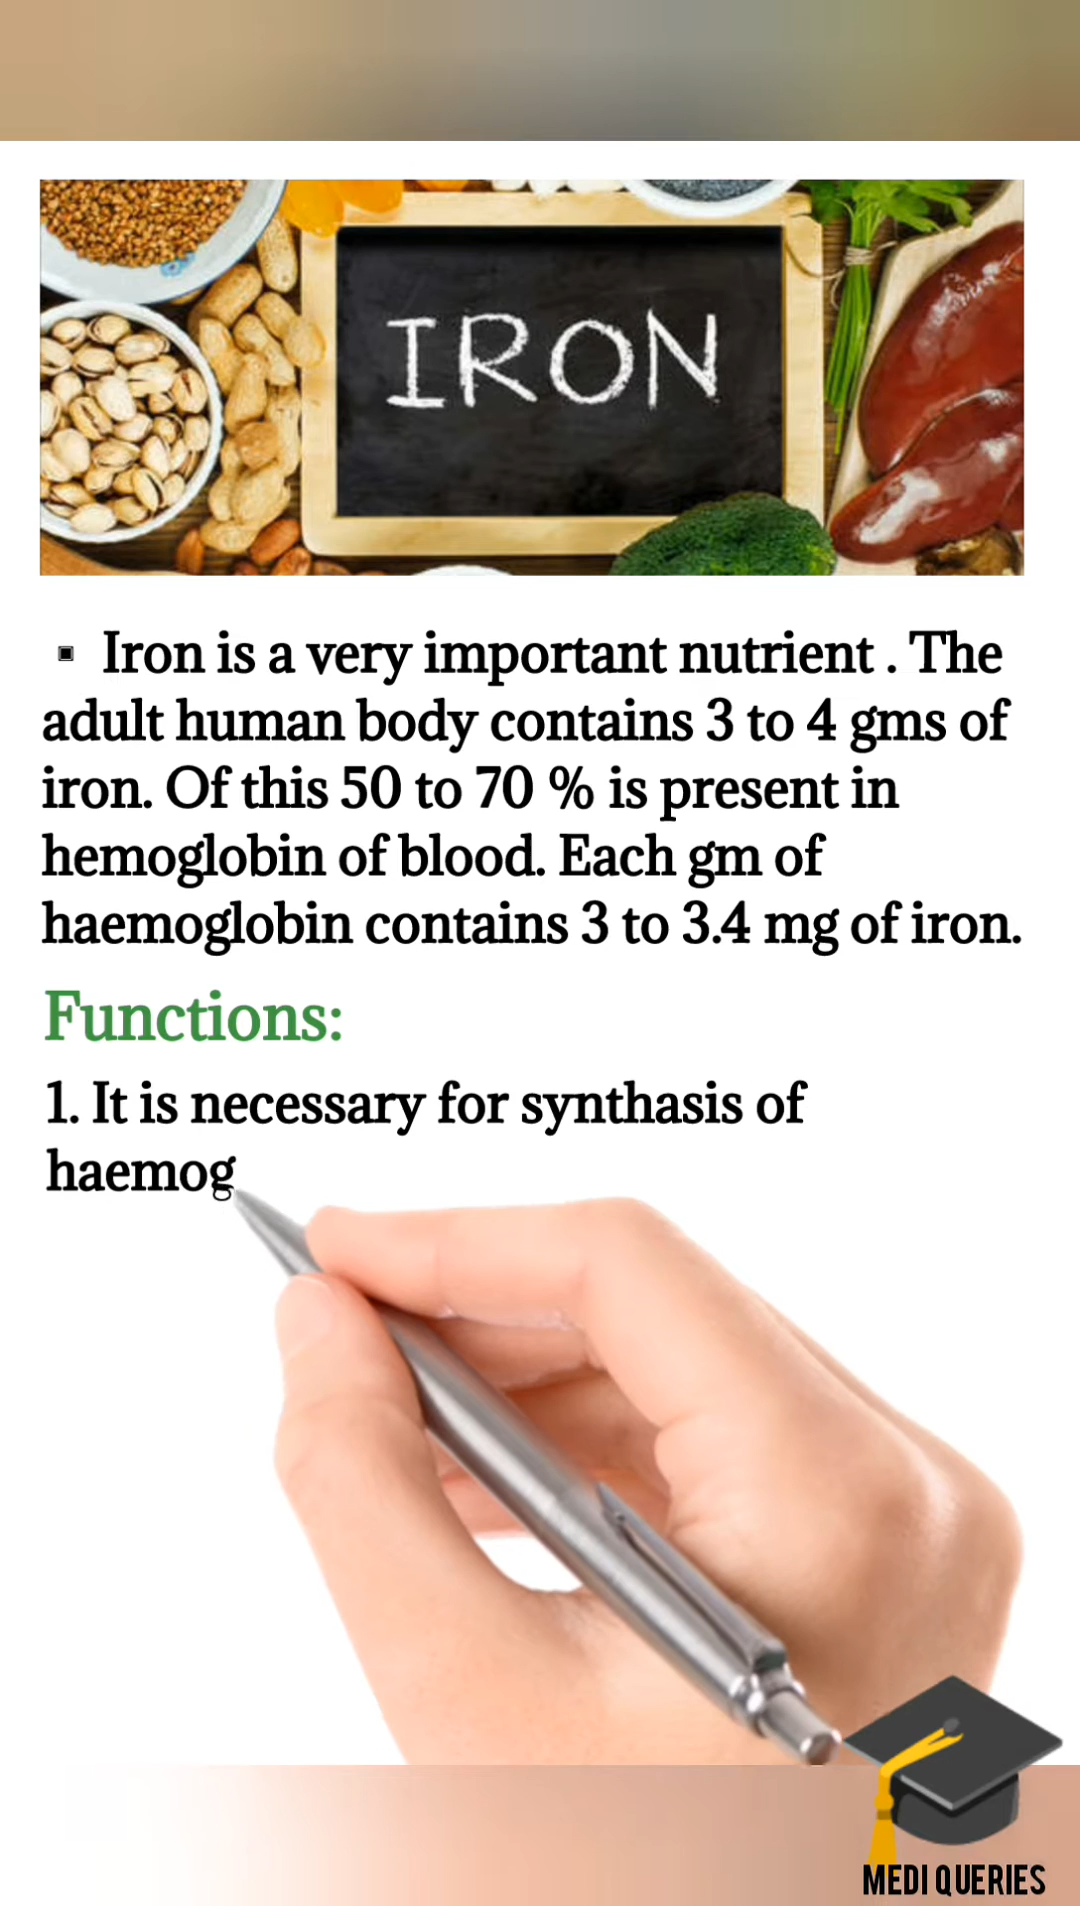 IRON
▣ Iron is a very important nutrient . The
adult human body contains 3 to 4 gms of
iron. Of this 50 to 70 % is present in
hemoglobin of blood. Each gm of
haemoglobin contains 3 to 3.4 mg of iron.
Functions:
1. It is necessary for synthasis of
haemog
MEDI QUERIES